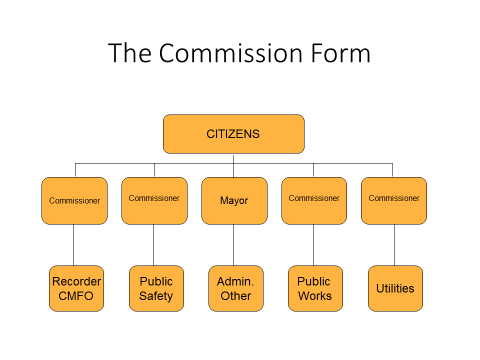 The Commission Form
CITIZENS
Commissioner
Commissioner
Mayor
Commissioner
Commissioner
Recorder
CMFO
Public
Safety
Admin.
Other
Public
Works
Utilities